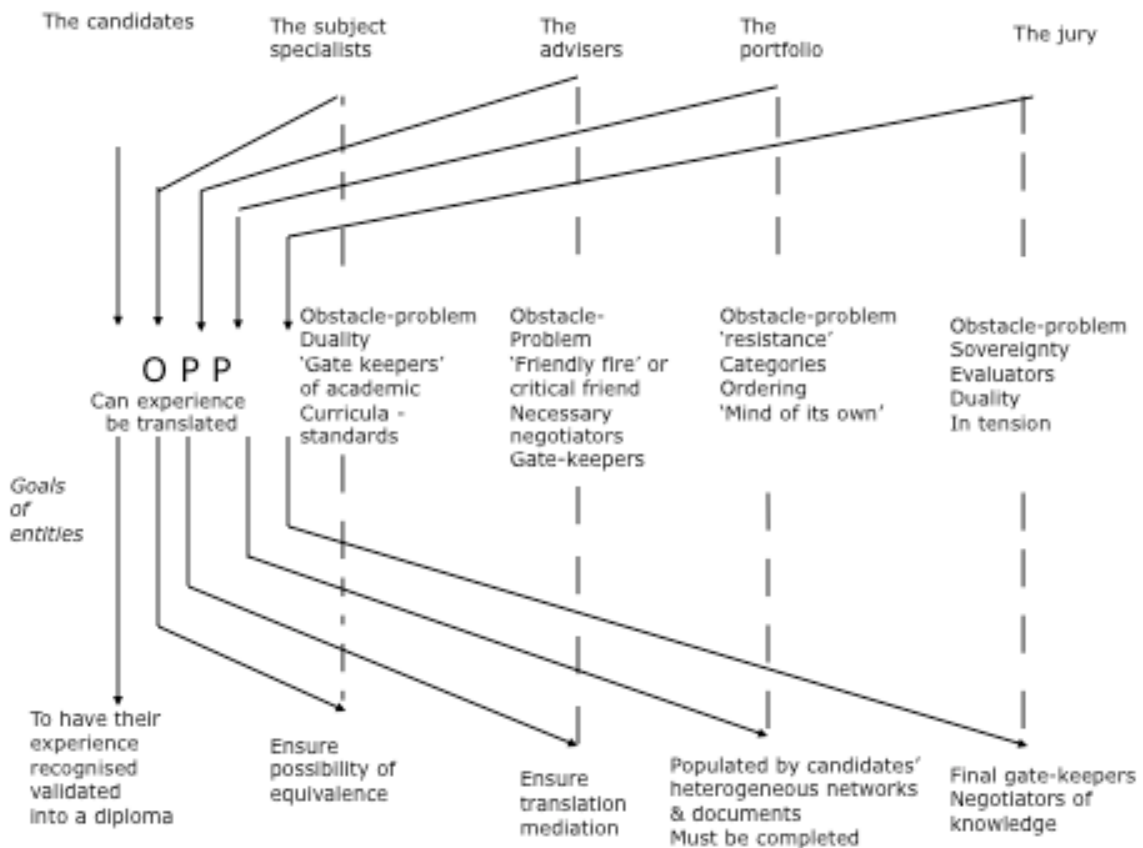 The candidates
The subject
specialists
The
advisers
The
portfolio
The jury
Obstacle-problem
Duality
'Gate keepers'
of academic
Curricula -
standards
Obstacle-
Problem
'Friendly fire' or
critical friend
Necessary
negotiators
Gate-keepers
Obstacle-problem
'resistance'
Categories
Ordering
'Mind of its own'
Obstacle-problem
Sovereignty
Evaluators
Duality
In tension
O P P
Can experience
be translated
Goals
of
entities
To have their
experience
recognised
validated
into a diploma
Ensure
possibility of
equivalence
Ensure
translation
mediation
Populated by candidates'
heterogeneous networks
& documents
Must be completed
Final gate-keepers
Negotiators of
knowledge